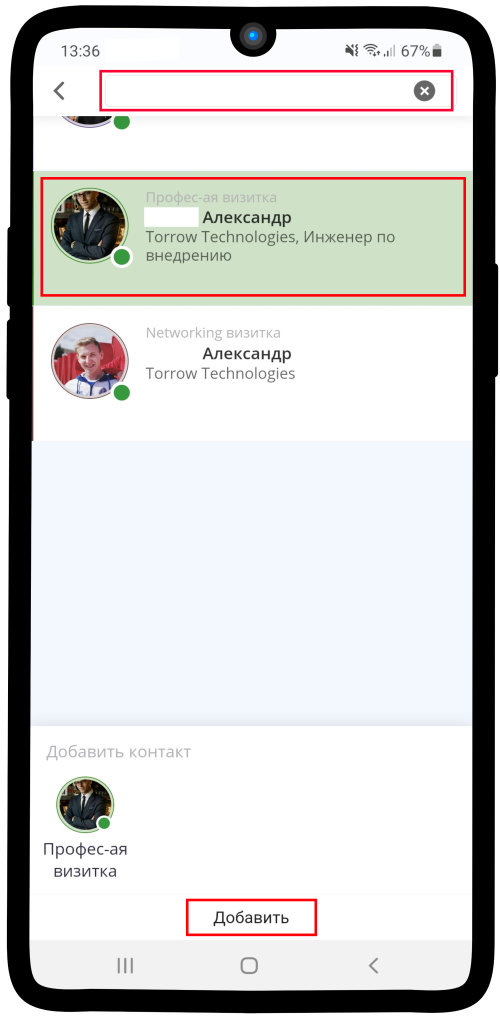 13:36
67%
Профес-ая визитка
Александр
Torrow Technologies, Инженер по
внедрению
Networking визитка
Александр
Torrow Technologies
Добавить контакт
Профес-ая
визитка
Добавить